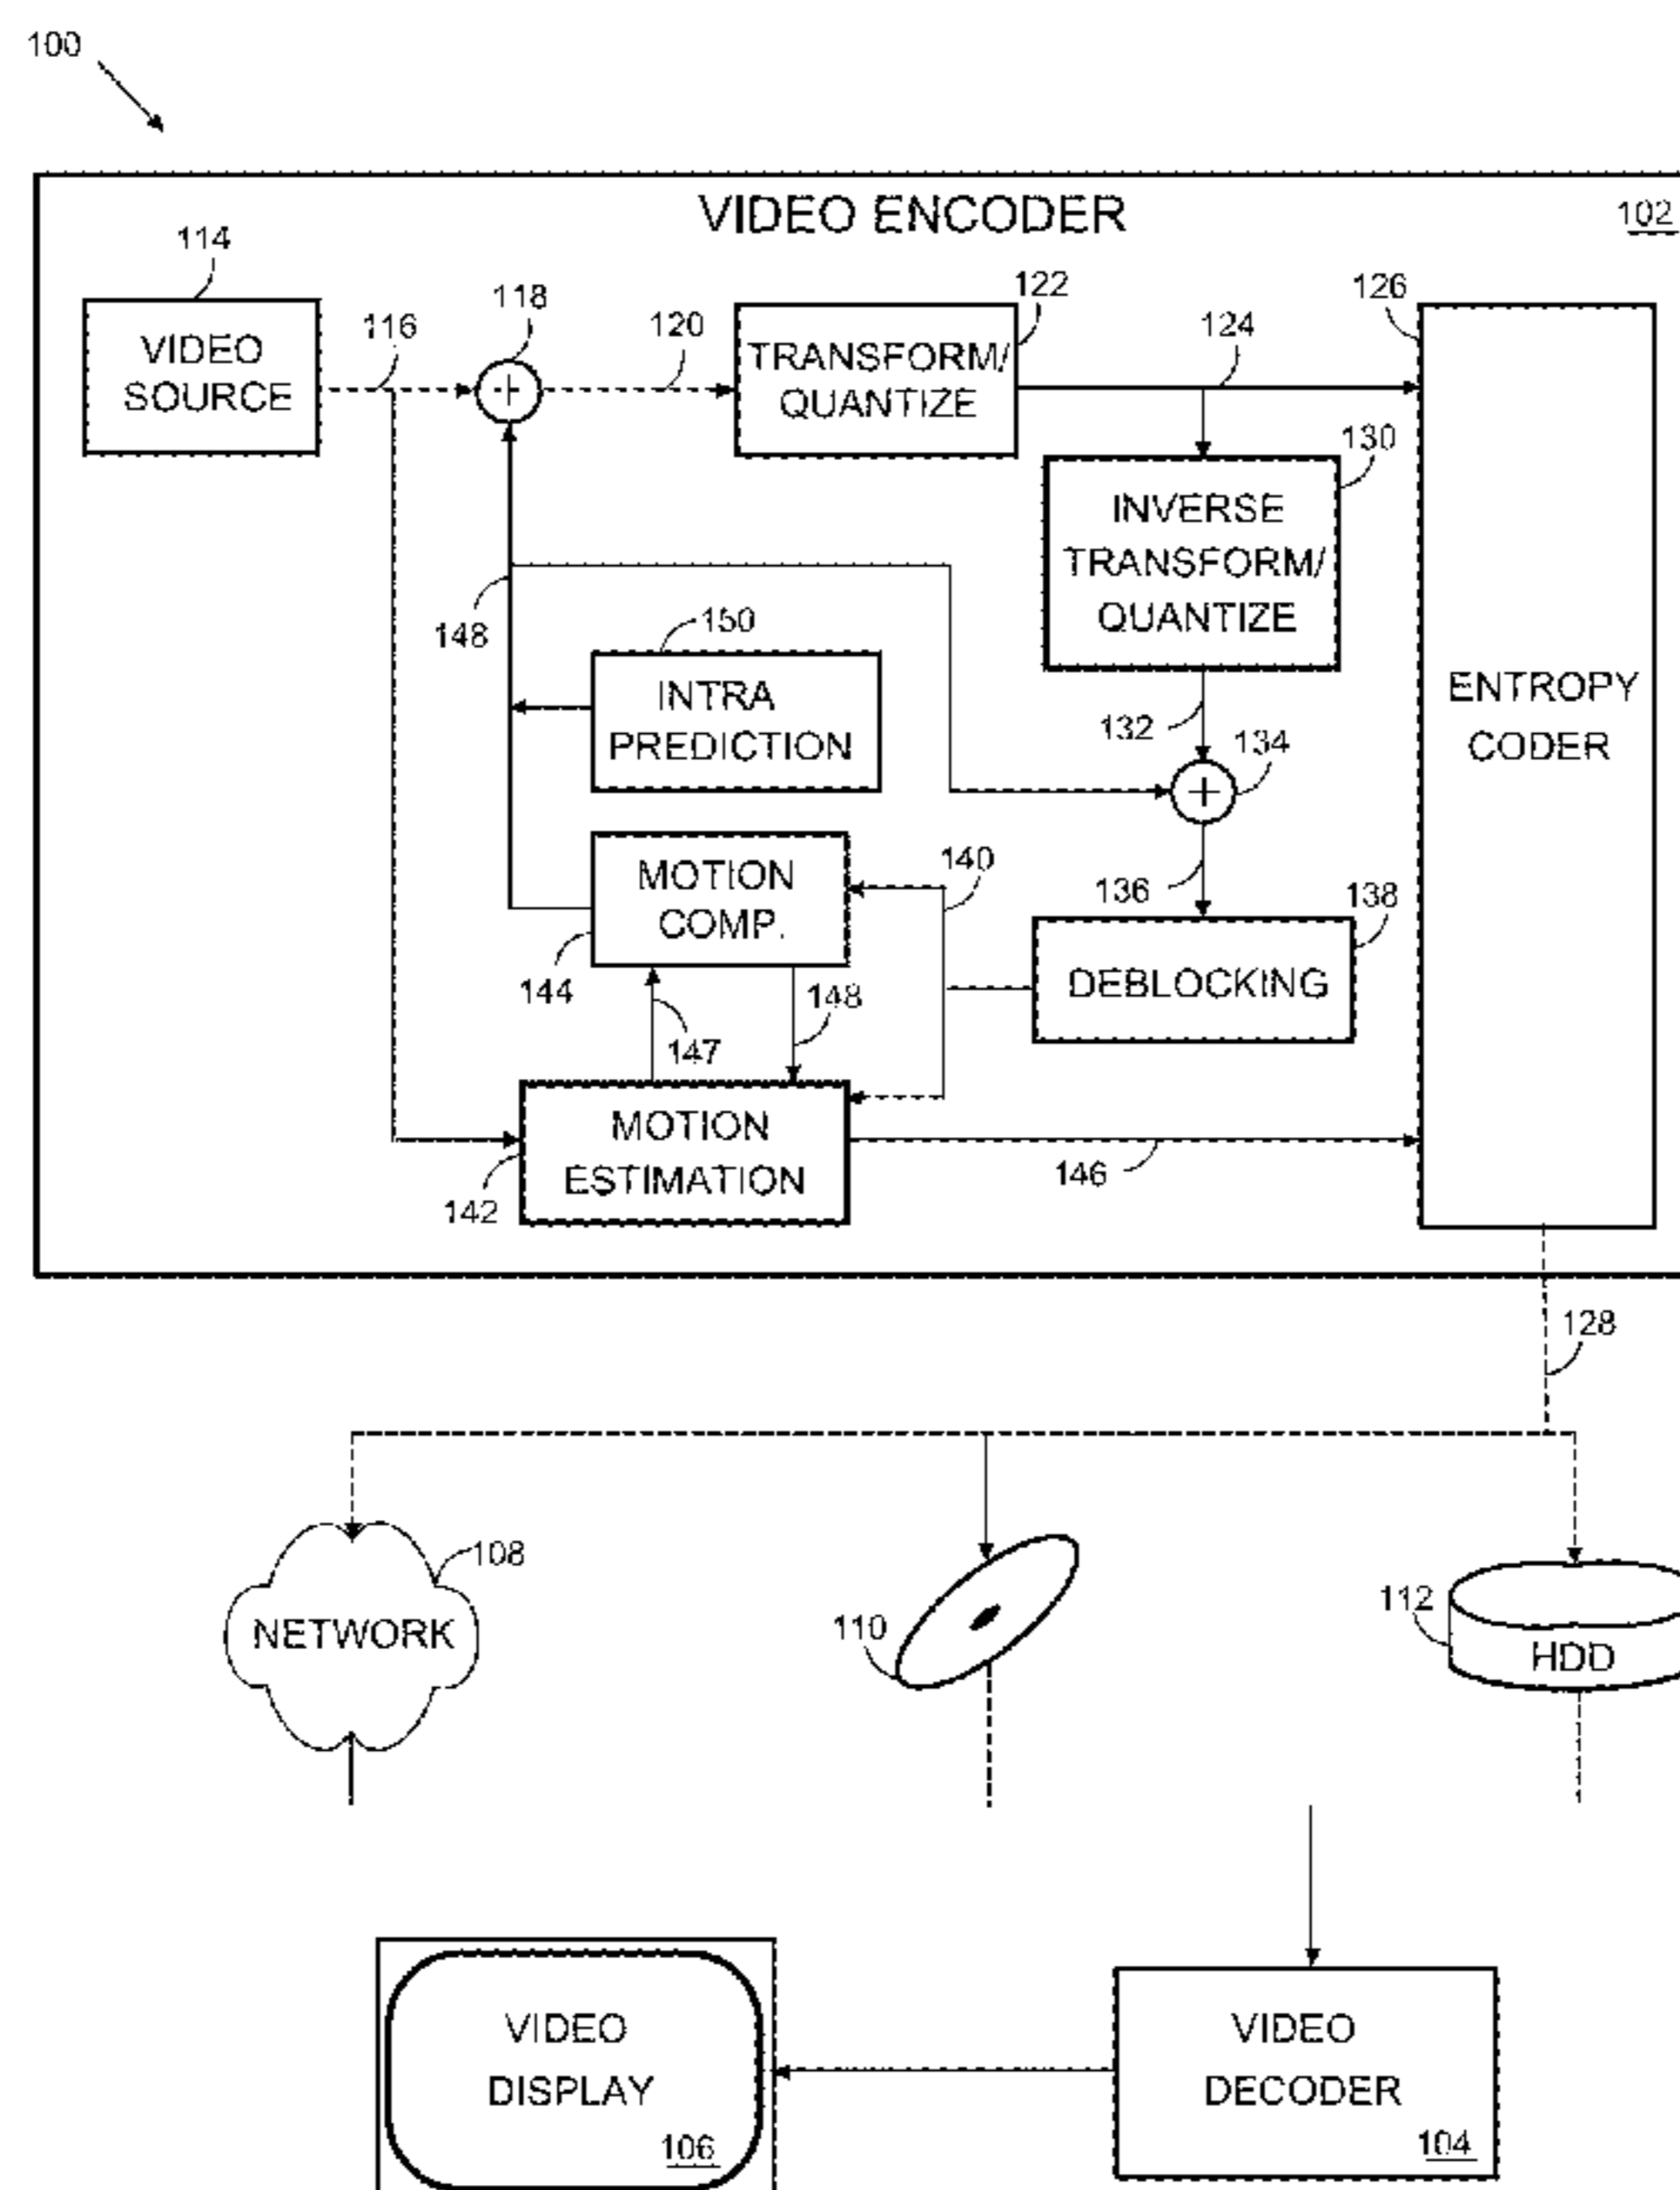 100
VIDEO ENCODER
102
114
VIDEO
SOURCE
116
118
+
120
122
TRANSFORM/
QUANTIZE
124
126
130
INVERSE
TRANSFORM/
QUANTIZE
148
150
INTRA
PREDICTION
132
134
+
ENTROPY
CODER
MOTION
COMP.
140
136
138
144
147
148
DEBLOCKING
MOTION
ESTIMATION
142
146
128
108
NETWORK
110
112
HDD
VIDEO
DISPLAY
106
VIDEO
DECODER
104